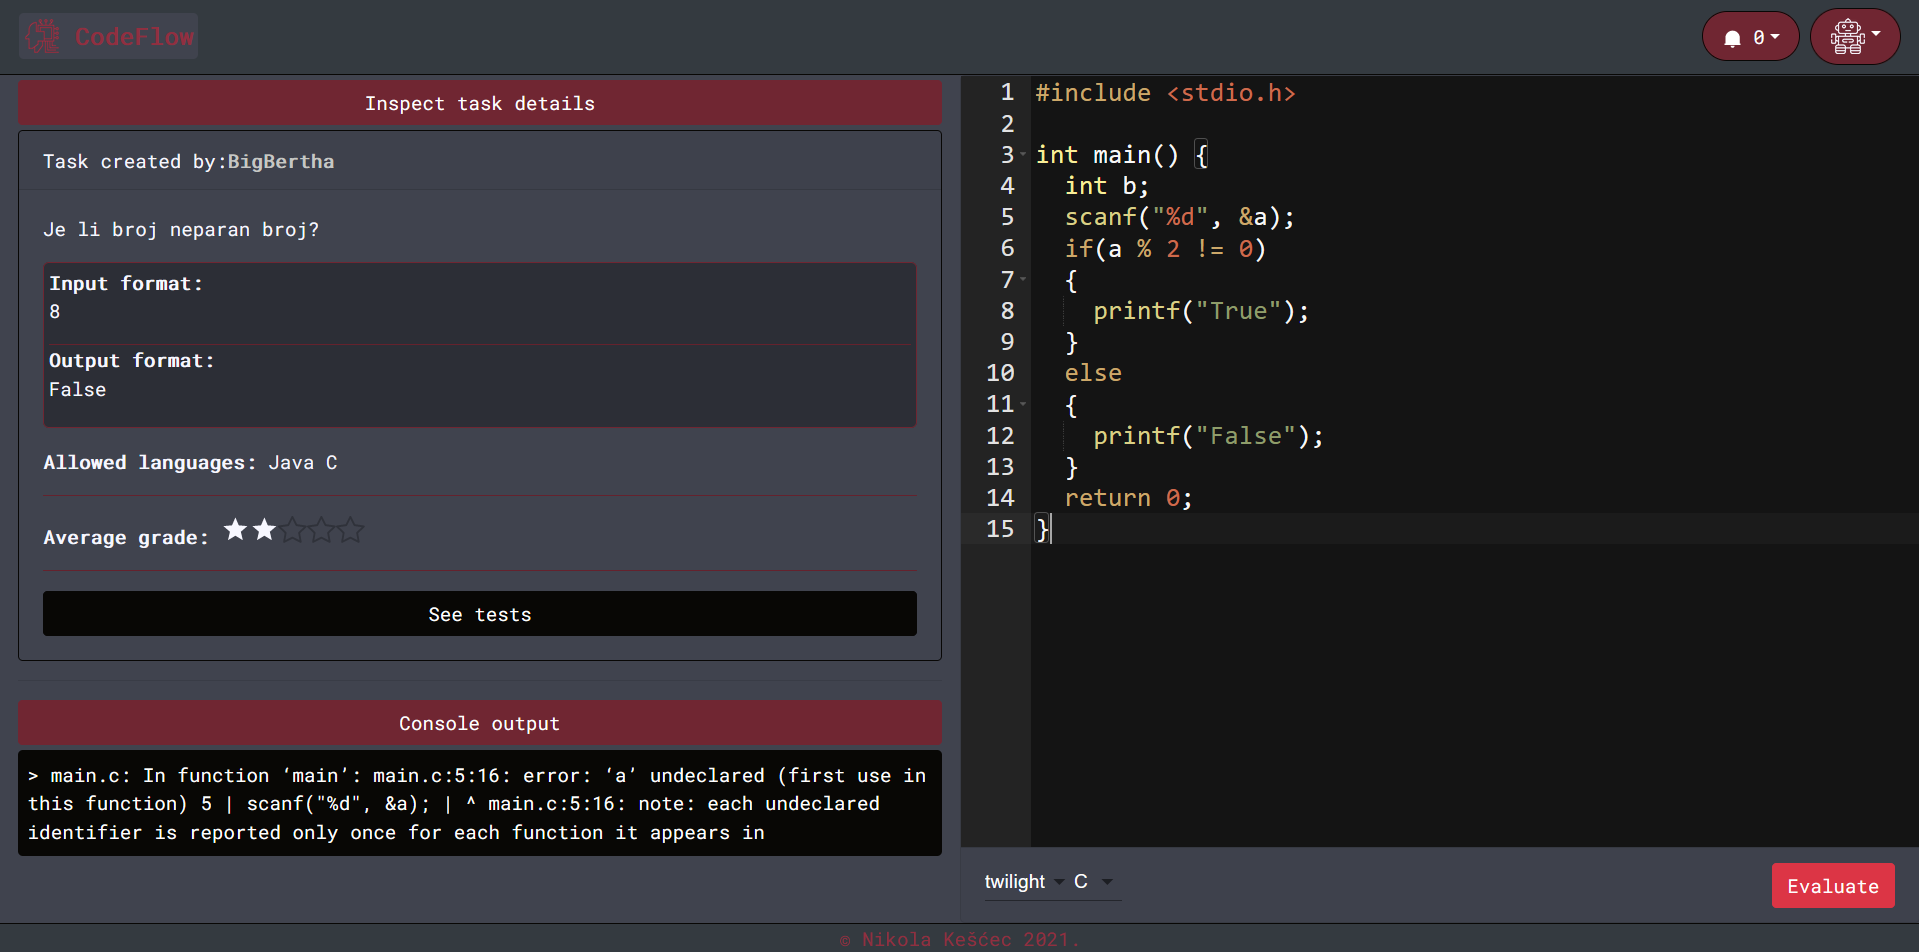 CodeFlow
0
Inspect task details
Task created by:BigBertha
Je li broj neparan broj?
Input format:
8
Output format:
False
Allowed languages: Java C
Average grade:
See tests
Console output
> main.c: In function ‘main’: main.c:5:16: error: ‘a’ undeclared (first use in
this function) 5 | scanf("%d", &a); | ^ main.c:5:16: note: each undeclared
identifier is reported only once for each function it appears in
1 #include <stdio.h>
2
3 int main() {
4   int b;
5   scanf("%d", &a);
6   if(a % 2 != 0)
7   {
8     printf("True");
9   }
10   else
11   {
12     printf("False");
13   }
14   return 0;
15 }
twilight C
Evaluate
© Nikola Kešćec 2021.